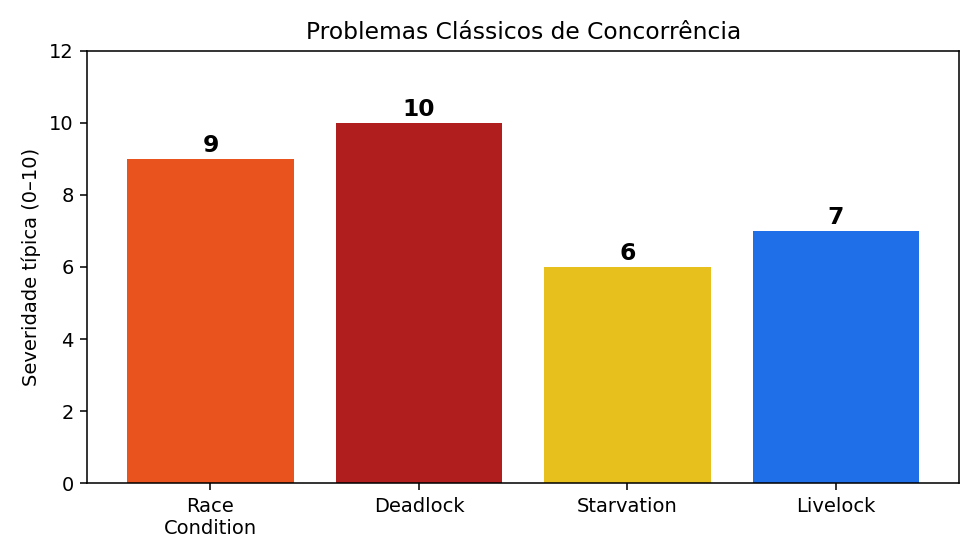 Problemas Clássicos de Concorrência
Severidade típica (0–10)
12
10
8
6
4
2
0
9
10
6
7
Race
Condition
Deadlock
Starvation
Livelock